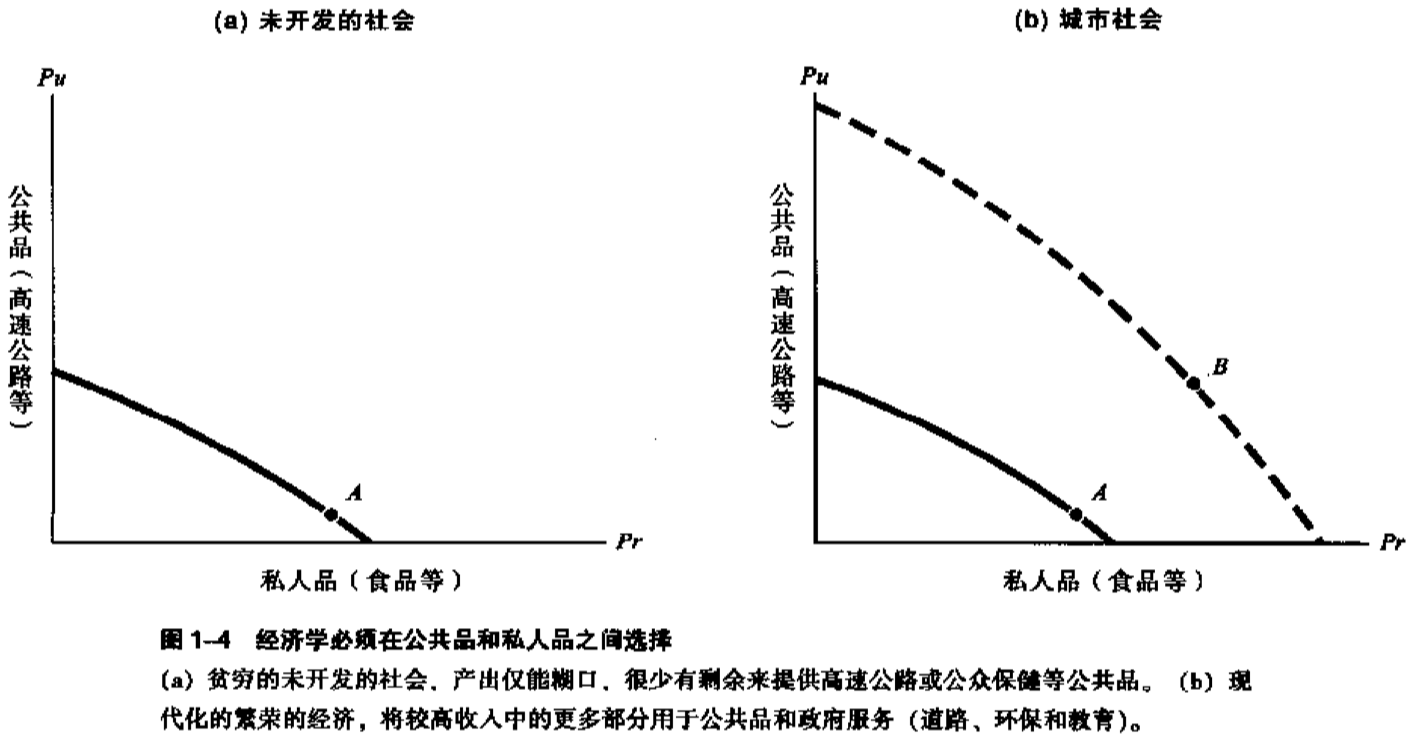 (a) 未开发的社会
Pu
公共品（高速公路等）
A
Pr
私人品（食品等）
(b) 城市社会
Pu
公共品（高速公路等）
B
A
Pr
私人品（食品等）
图 1–4 经济学必须在公共品和私人品之间选择
(a) 贫穷的未开发的社会、产出仅能糊口、很少有剩余来提供高速公路或公众保健等公共品。 (b) 现
代化的繁荣的经济，将较高收入中的更多部分用于公共品和政府服务（道路、环保和教育）。